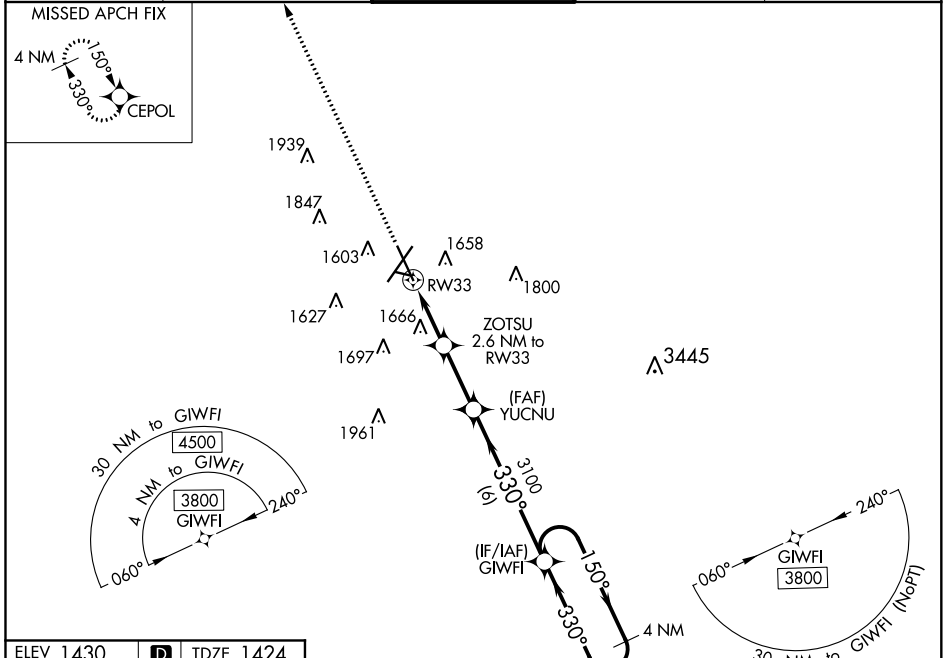 MISSED APCH FIX
4 NM
150°
330°
CEPOL
1939
1847
1603
1658
RW33
1800
1627
1666
ZOTSU
2.6 NM to
RW33
1697
3445
(FAF)
YUCNU
1961
30 NM to GIWFI
4500
4 NM to GIWFI
3800
GIWFI
240°
060°
3100
330°
(6)
(IF/IAF)
GIWFI
150°
330°
4 NM
240°
060°
GIWFI
3800
30 NM to GIWFI (NoPT)
ELEV 1430
D
TDZE 1424